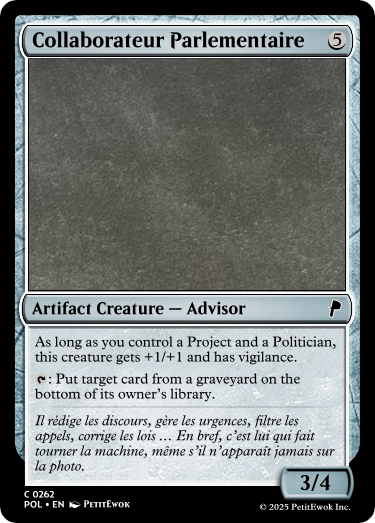 Collaborateur Parlementaire 5
Artifact Creature — Advisor
As long as you control a Project and a Politician,
this creature gets +1/+1 and has vigilance.
: Put target card from a graveyard on the
bottom of its owner's library.
Il rédige les discours, gère les urgences, filtre les
appels, corrige les lois ... En bref, c'est lui qui fait
tourner la machine, même s'il n'apparaît jamais sur
la photo.
3/4
C 0262
POL • EN PetitEwok
© 2025 PetitEwok Inc.